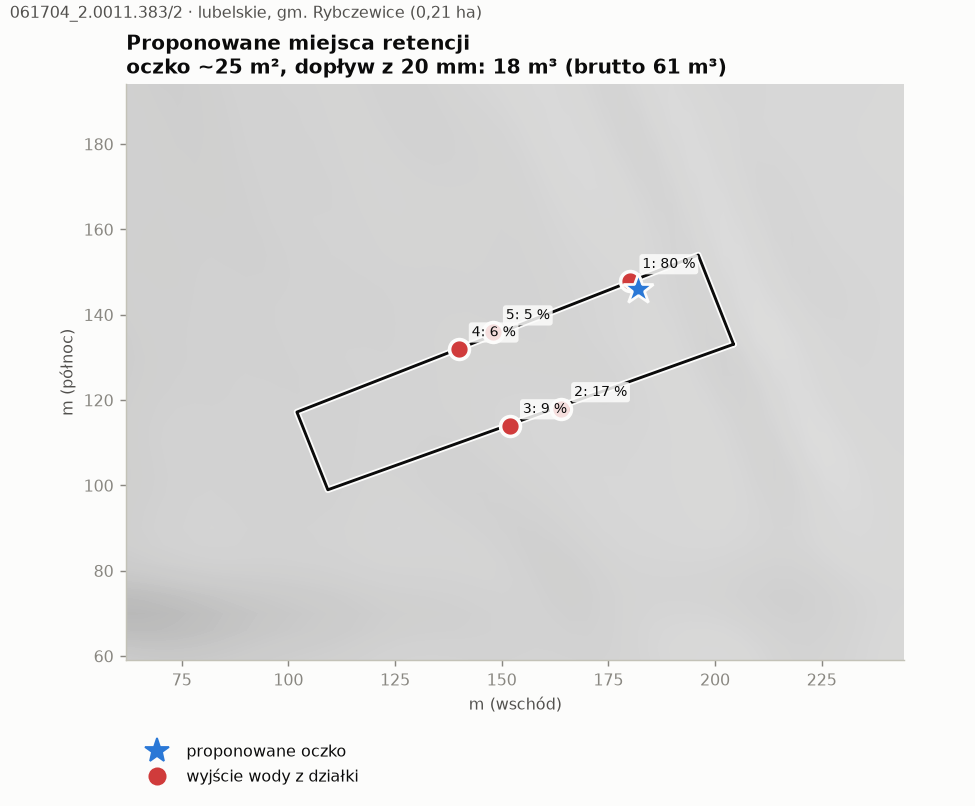 061704_2.0011.383/2 · lubelskie, gm. Rybczewice (0,21 ha)
Proponowane miejsca retencji
oczko ~25 m², dopływ z 20 mm: 18 m³ (brutto 61 m³)
180
160
140
120
100
80
60
m (północ)
1: 80 %
5: 5 %
4: 6 %
2: 17 %
3: 9 %
75
100
125
150
175
200
225
m (wschód)
proponowane oczko
wyjście wody z działki